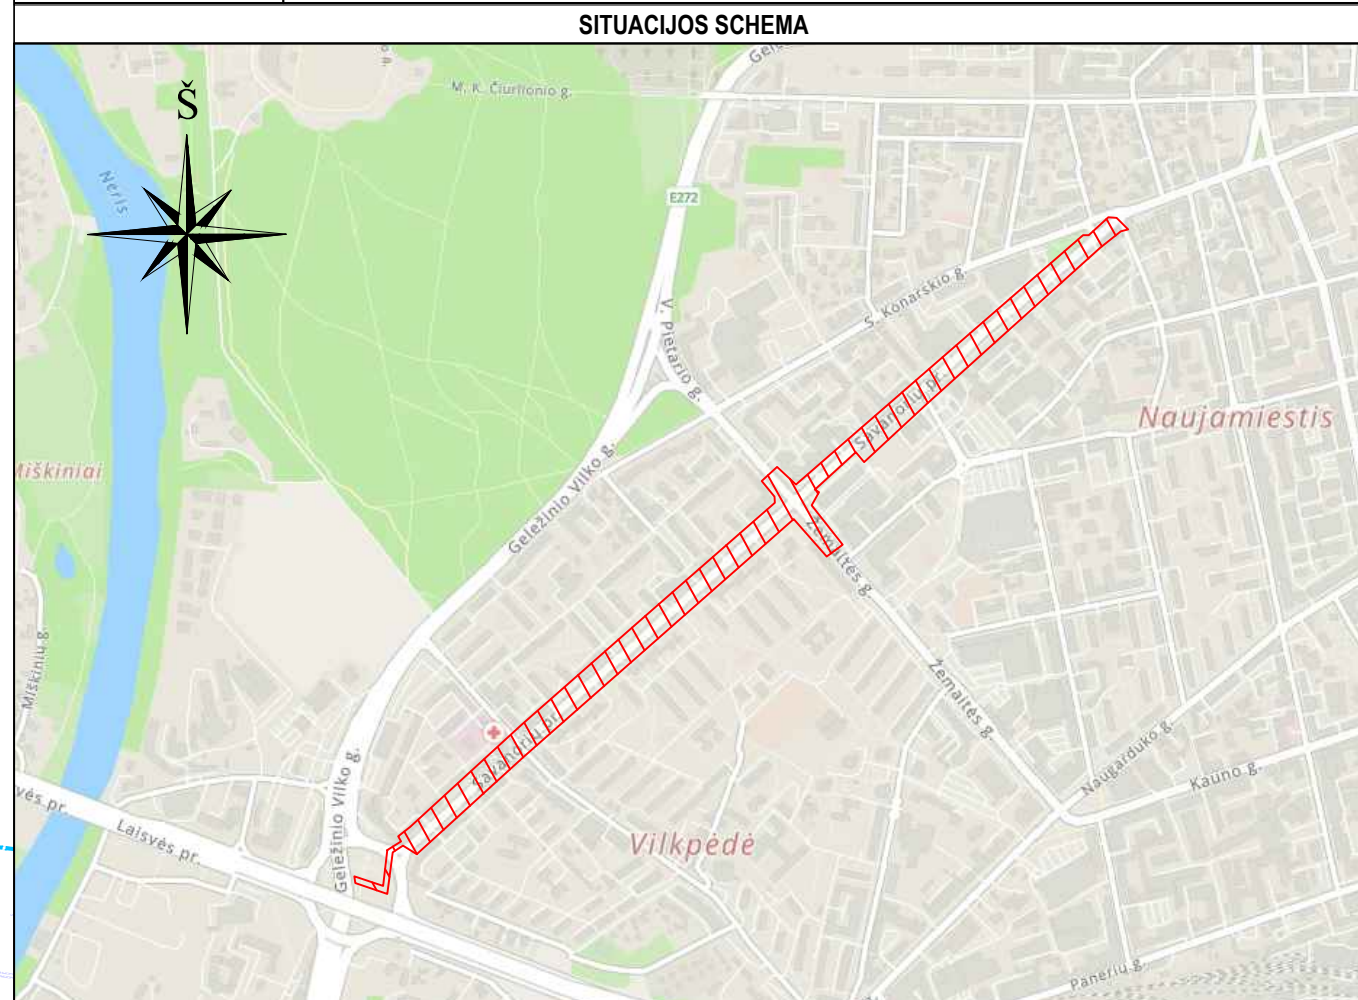 SITUACIJOS SCHEMA
M. K. Čiurlionio g.
Š
Neris
E272
V. Pietario g.
S. Konarskio g.
Savanorių pr.
Naujamiestis
Miškiniai
Geležinio Vilko g.
Žemaitės g.
Miškinių g.
Žemaitės g.
Savanorių pr.
Naugarduko g.
Kauno g.
Laisvės pr.
Geležinio Vilko g.
Vilkpėdė
Panerių g.